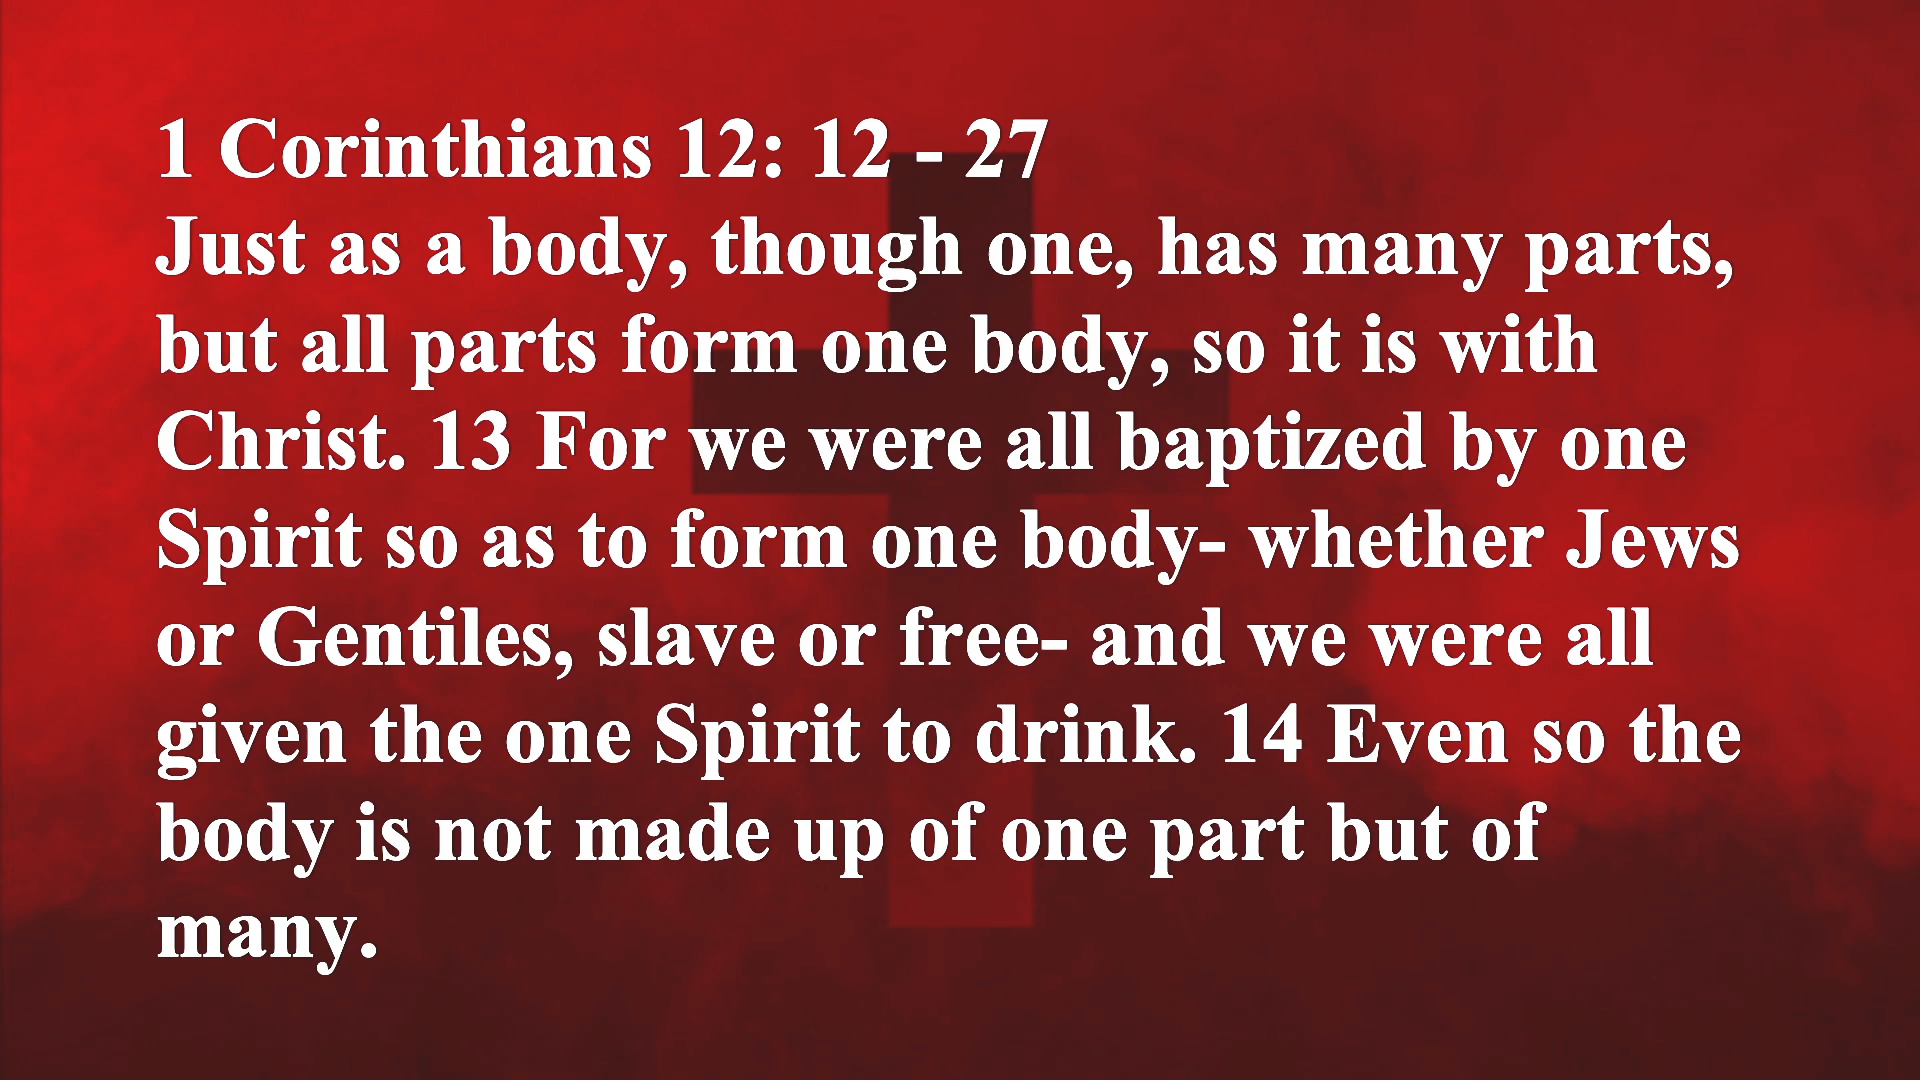 1 Corinthians 12: 12 - 27
Just as a body, though one, has many parts,
but all parts form one body, so it is with
Christ. 13 For we were all baptized by one
Spirit so as to form one body- whether Jews
or Gentiles, slave or free- and we were all
given the one Spirit to drink. 14 Even so the
body is not made up of one part but of
many.